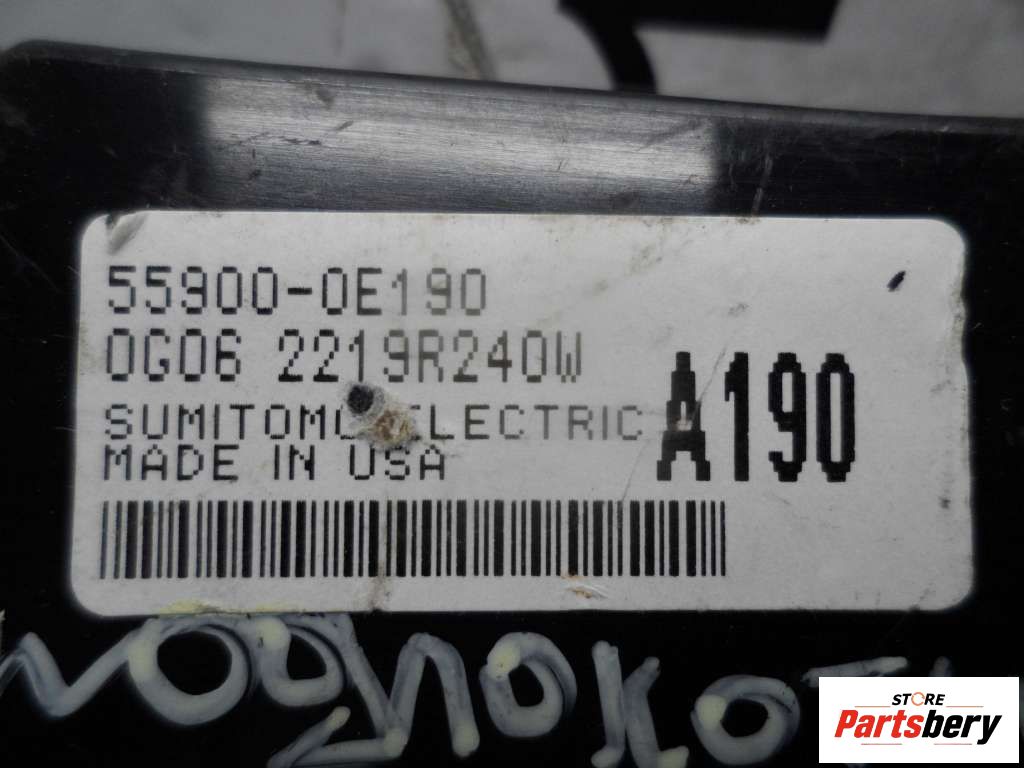 55900-0E190
0G06 2219R240W
SUMITOMO ELECTRIC
MADE IN USA
A190
STORE
Partsbery